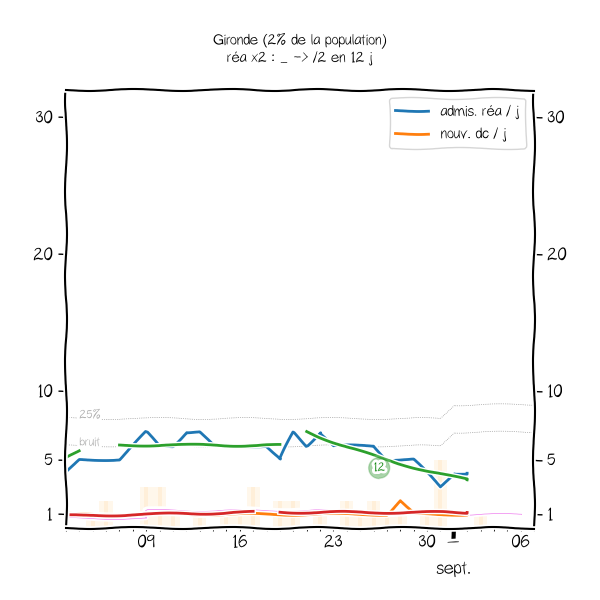 Gironde (2% de la population)
réa x2 : _ -> /2 en 12 j
admis. réa / j
nouv. dc / j
30
30
20
20
10
10
25%
bruit
5
5
12
1
1
09
16
23
30
06
sept.